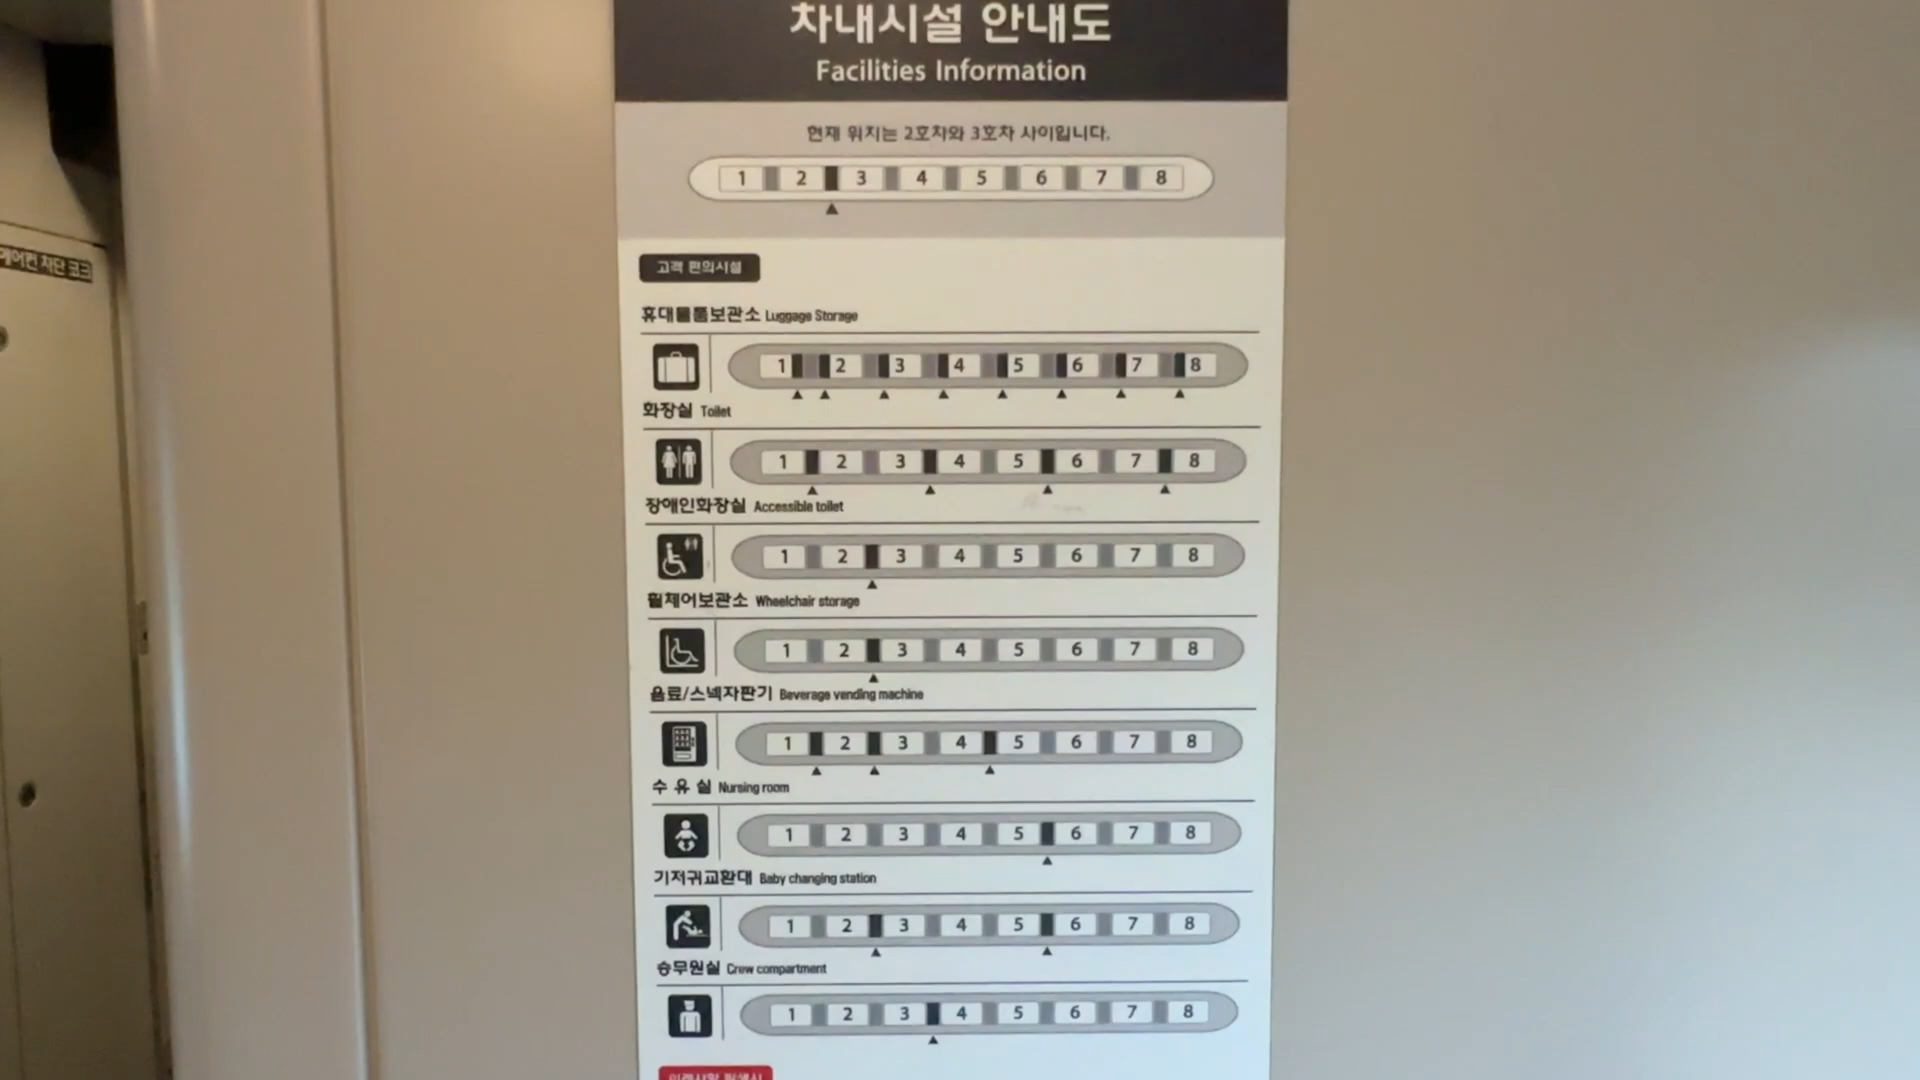 차내시설 안내도
Facilities Information
현재 위치는 2호차와 3호차 사이입니다.
1 2 3 4 5 6 7 8
고객 편의시설
휴대물품보관소 Luggage Storage
1 2 3 4 5 6 7 8
화장실 Toilet
1 2 3 4 5 6 7 8
장애인화장실 Accessible toilet
1 2 3 4 5 6 7 8
휠체어보관소 Wheelchair storage
1 2 3 4 5 6 7 8
음료/스넥자판기 Beverage vending machine
1 2 3 4 5 6 7 8
수 유 실 Nursing room
1 2 3 4 5 6 7 8
기저귀교환대 Baby changing station
1 2 3 4 5 6 7 8
승무원실 Crew compartment
1 2 3 4 5 6 7 8
에어컨 차단 코크